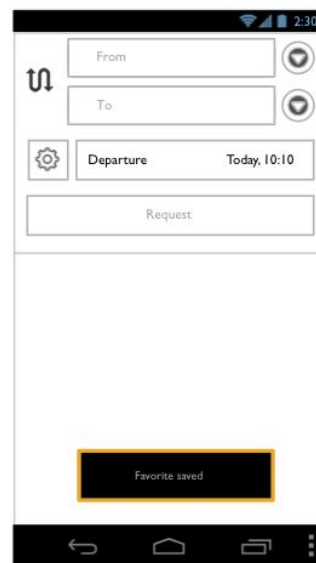 2:30
From
To
Departure Today, 10:10
Request
Favorite saved